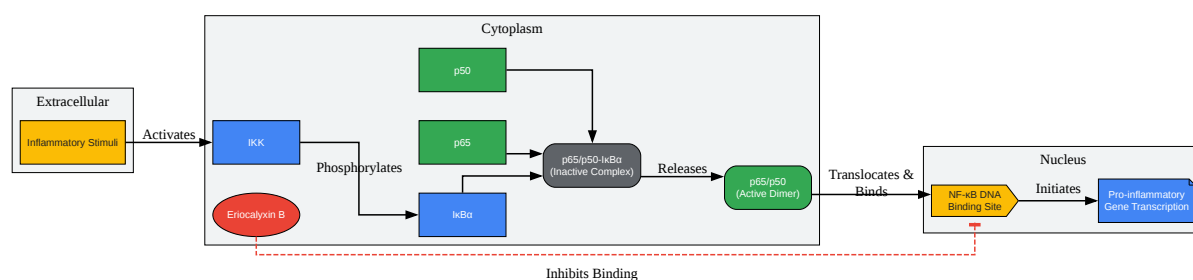 Extracellular
Inflammatory Stimuli
Activates
Cytoplasm
IKK
Phosphorylates
p50
p65
IκBα
Eriocalyxin B
p65/p50-IκBα
(Inactive Complex)
Releases
p65/p50
(Active Dimer)
Translocates &
Binds
Nucleus
NF-κB DNA
Binding Site
Initiates
Pro-inflammatory
Gene Transcription
Inhibits Binding